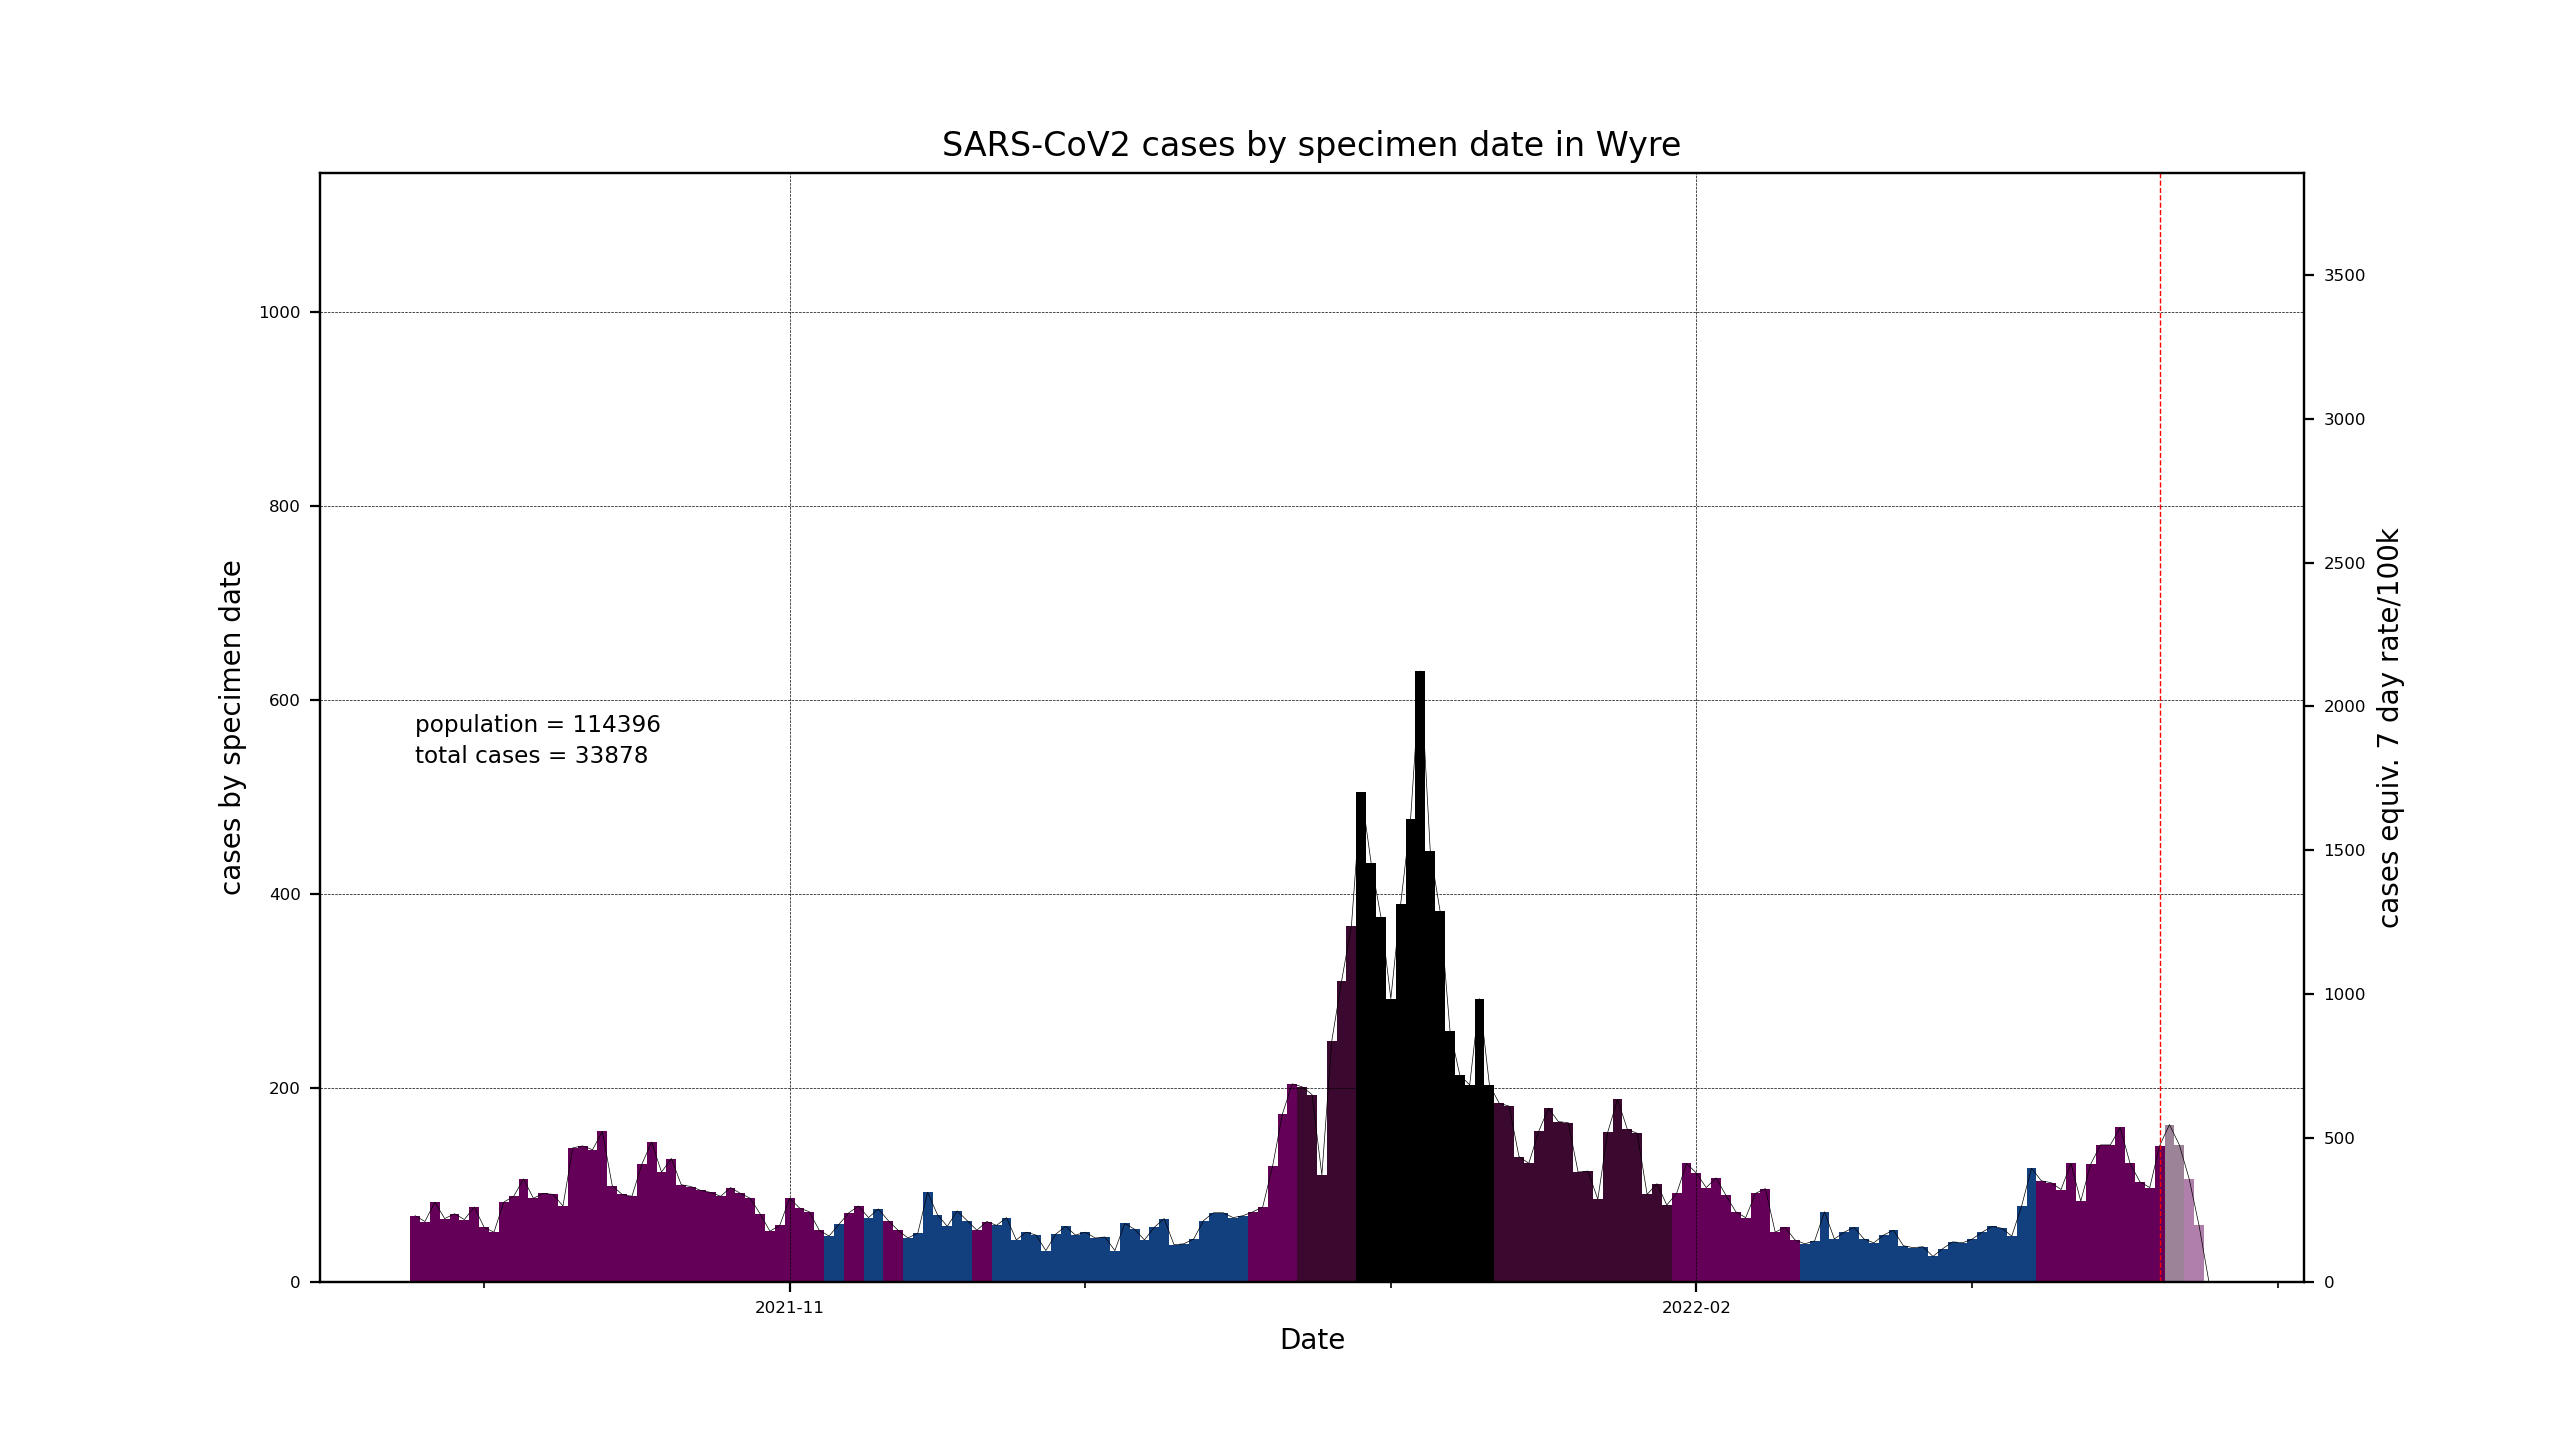 SARS-CoV2 cases by specimen date in Wyre
1000
800
600
400
200
0
cases by specimen date
population = 114396
total cases = 33878
3500
3000
2500
2000
1500
1000
500
0
cases equiv. 7 day rate/100k
2021-11
2022-02
Date